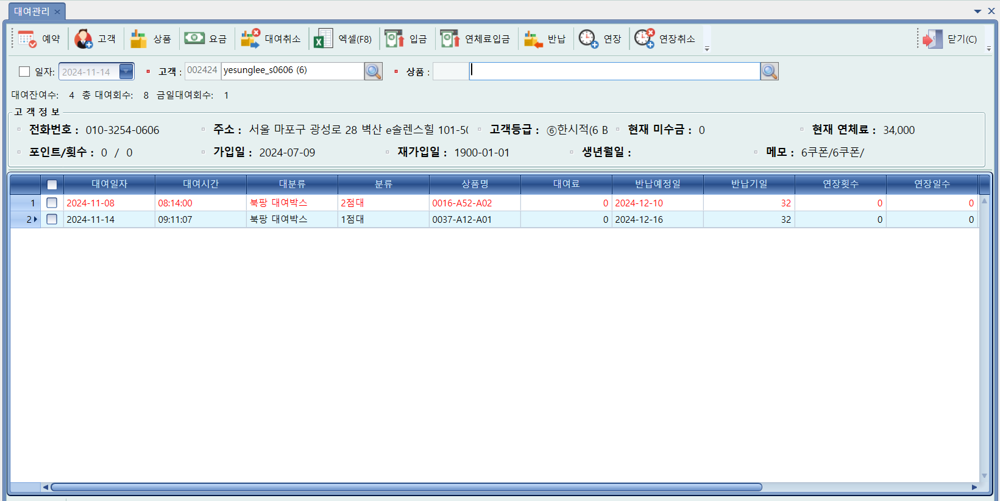 대여관리
예약 고객 상품 요금 대여취소 엑셀(F8) 입금 연체료입금 반납 연장 연장취소 닫기(C)
일자: 2024-11-14 고객 : 002424 yesunglee_s0606 (6) 상품 :
대여잔여수: 4 총 대여회수: 8 금일대여회수: 1
고 객 정 보
전화번호 : 010-3254-0606 주소 : 서울 마포구 광성로 28 벽산 e솔렌스힐 101-50 고객등급 : ⑥한시적(6 B 현재 미수금 : 0 현재 연체료 : 34,000
포인트/횟수 : 0 / 0 가입일 : 2024-07-09 재가입일 : 1900-01-01 생년월일 : 메모 : 6쿠폰/6쿠폰/
대여일자 대여시간 대분류 분류 상품명 대여료 반납예정일 반납기일 연장횟수 연장일수
1 2024-11-08 08:14:00 북팡 대여박스 2점대 0016-A52-A02 0 2024-12-10 32 0 0
2 2024-11-14 09:11:07 북팡 대여박스 1점대 0037-A12-A01 0 2024-12-16 32 0 0